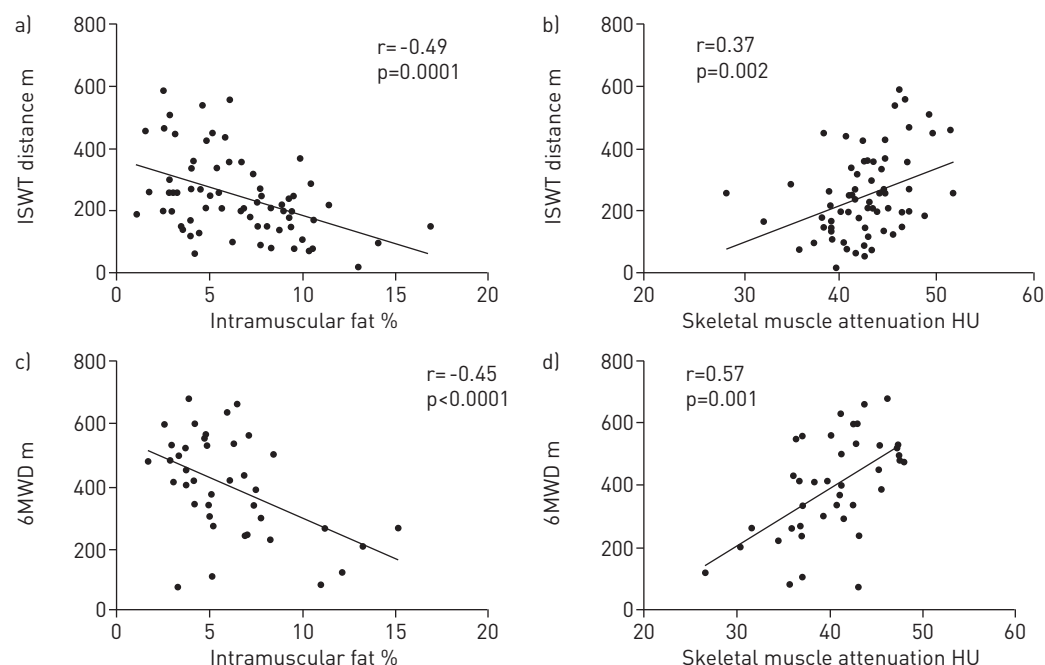 a)
r= -0.49
p=0.0001
ISWT distance m
800
600
400
200
0
0 5 10 15 20
Intramuscular fat %
b)
r=0.37
p=0.002
ISWT distance m
800
600
400
200
0
20 30 40 50 60
Skeletal muscle attenuation HU
c)
r= -0.45
p<0.0001
6MWD m
800
600
400
200
0
0 5 10 15 20
Intramuscular fat %
d)
r=0.57
p=0.001
6MWD m
800
600
400
200
0
20 30 40 50 60
Skeletal muscle attenuation HU